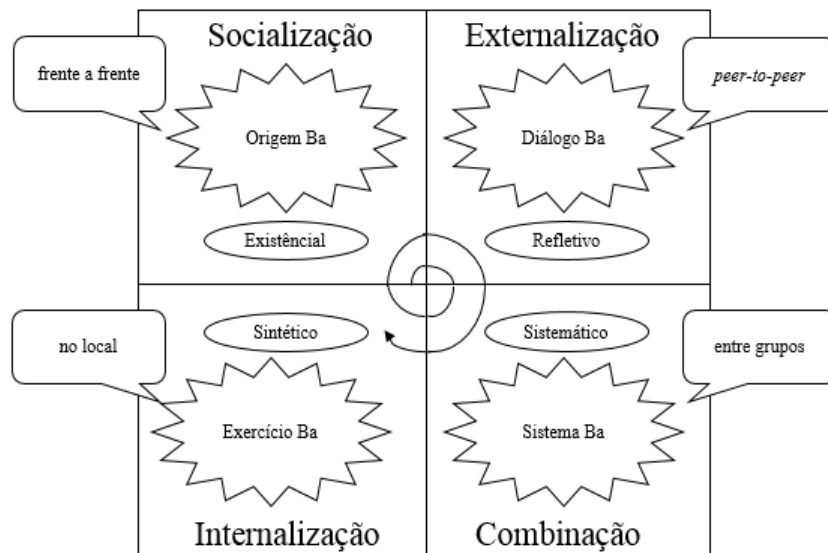 Socialização
Externalização
frente a frente
peer-to-peer
Origem Ba
Diálogo Ba
Existêncial
Refletivo
Sintético
Sistemático
no local
entre grupos
Exercício Ba
Sistema Ba
Internalização
Combinação